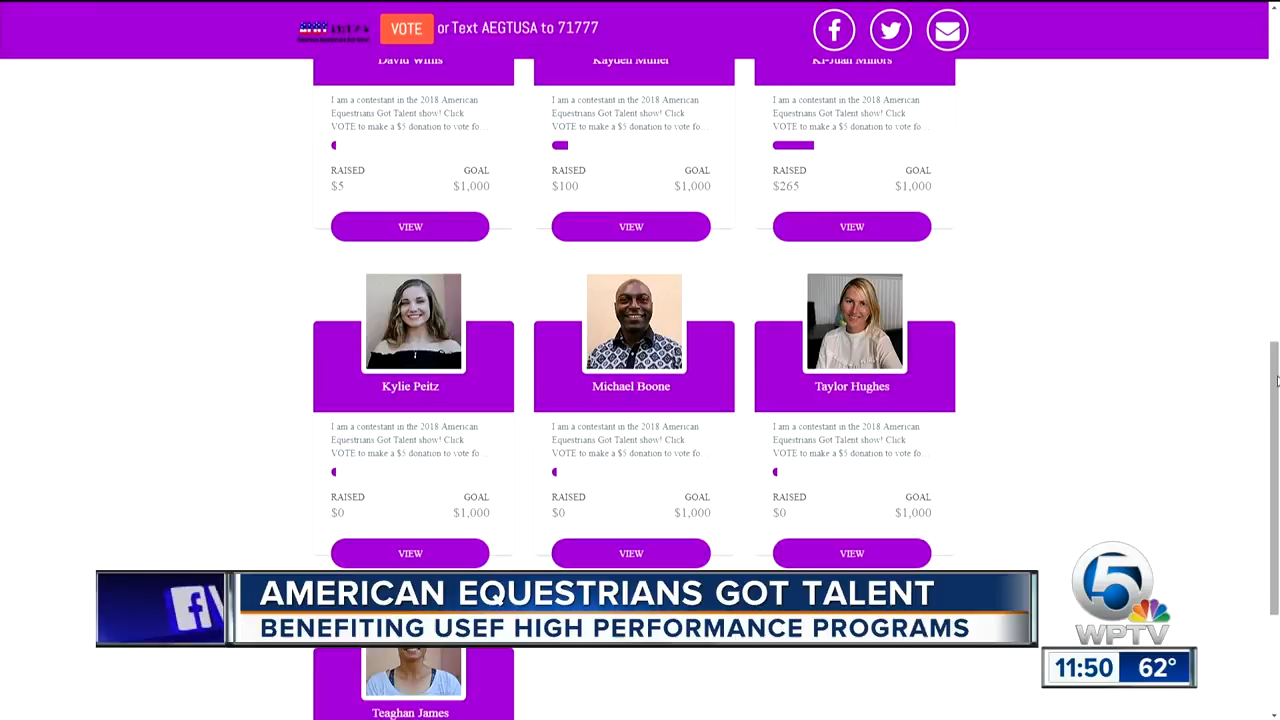 VOTE or Text AEGTUSA to 71777
David Willis Kayden Muller Ki-Juan Minors
I am a contestant in the 2018 American I am a contestant in the 2018 American I am a contestant in the 2018 American
Equestrians Got Talent show! Click Equestrians Got Talent show! Click Equestrians Got Talent show! Click
VOTE to make a $5 donation to vote fo... VOTE to make a $5 donation to vote fo... VOTE to make a $5 donation to vote fo...
RAISED GOAL RAISED GOAL RAISED GOAL
$5 $1,000 $100 $1,000 $265 $1,000
VIEW VIEW VIEW
Kylie Peitz Michael Boone Taylor Hughes
I am a contestant in the 2018 American I am a contestant in the 2018 American I am a contestant in the 2018 American
Equestrians Got Talent show! Click Equestrians Got Talent show! Click Equestrians Got Talent show! Click
VOTE to make a $5 donation to vote fo... VOTE to make a $5 donation to vote fo... VOTE to make a $5 donation to vote fo...
RAISED GOAL RAISED GOAL RAISED GOAL
$0 $1,000 $0 $1,000 $0 $1,000
VIEW VIEW VIEW
AMERICAN EQUESTRIANS GOT TALENT
BENEFITING USEF HIGH PERFORMANCE PROGRAMS
5
WPTV
11:50 62°
Teaghan James